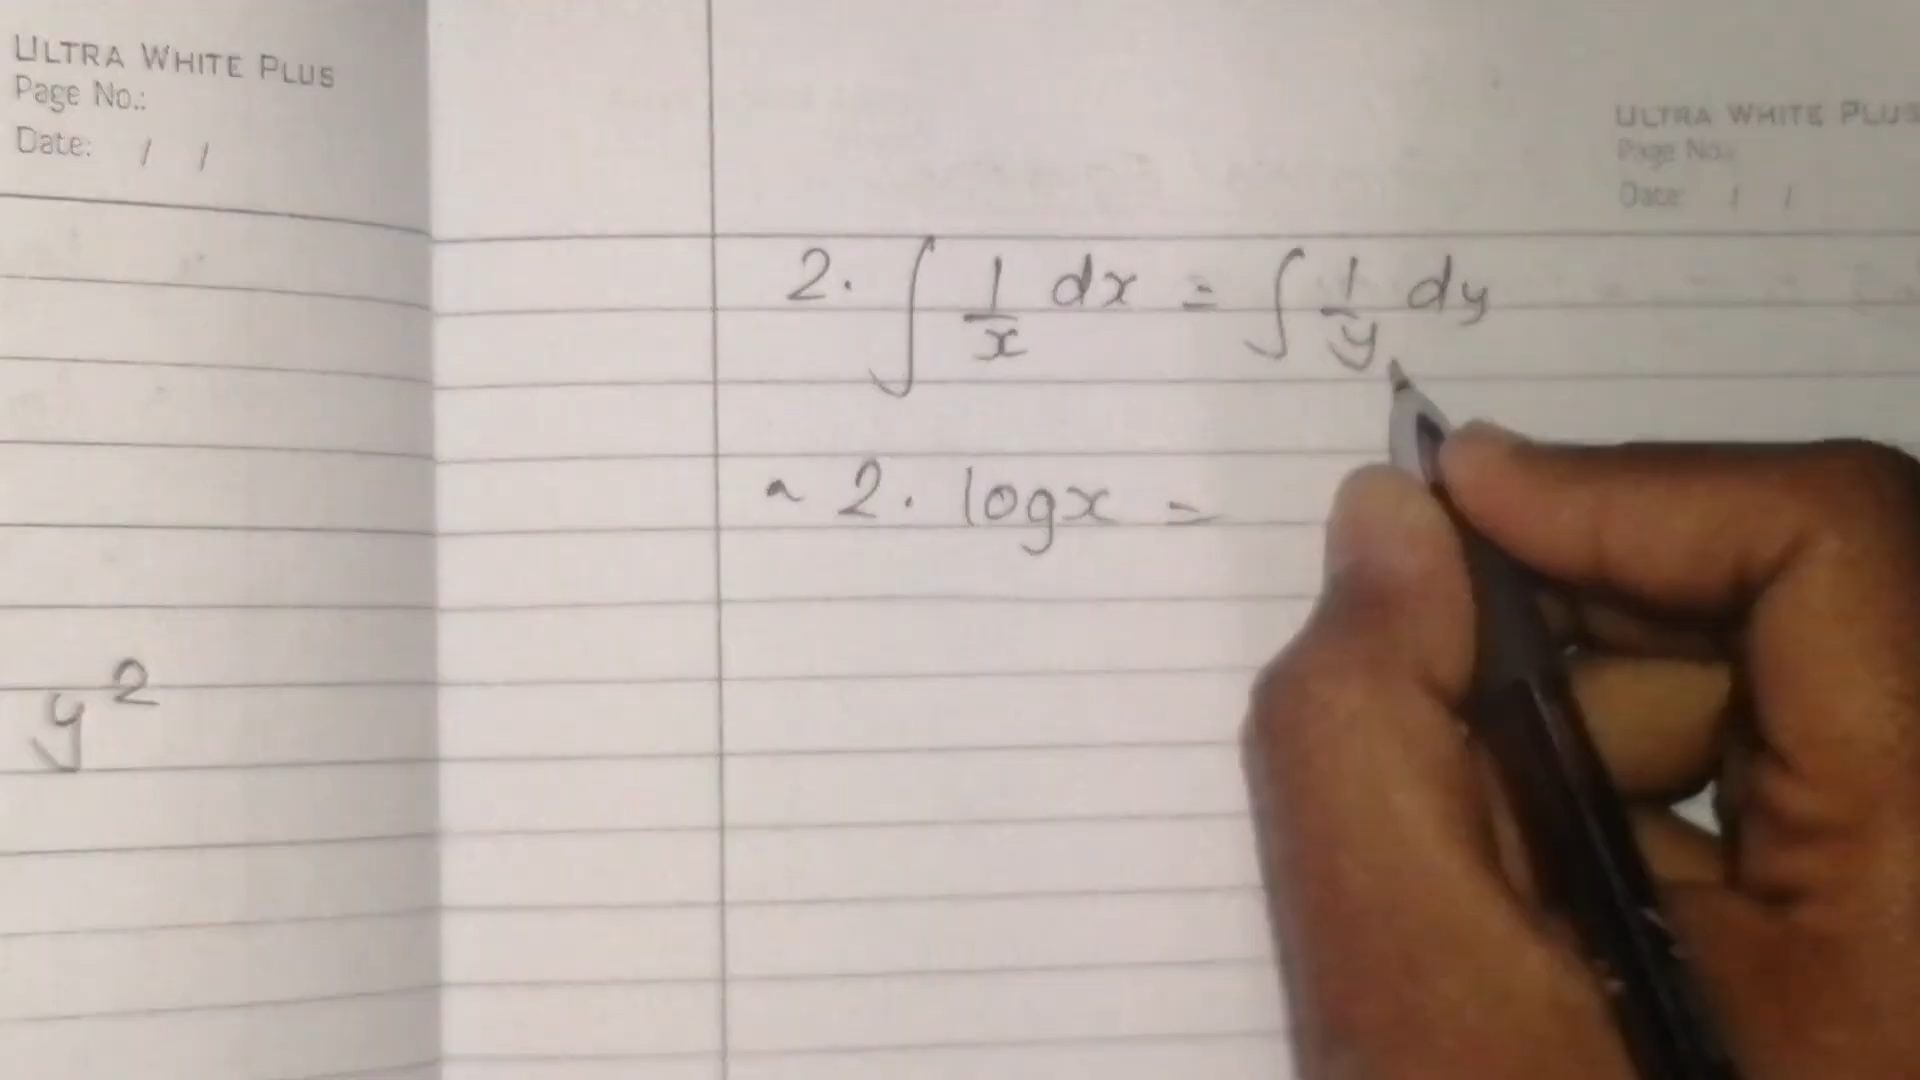 ULTRA WHITE PLUS
Page No.:
Date: / /
y²
ULTRA WHITE PLUS
Page No.:
Date: / /
2. ∫ 1/x dx = ∫ 1/y dy
~ 2. log x =